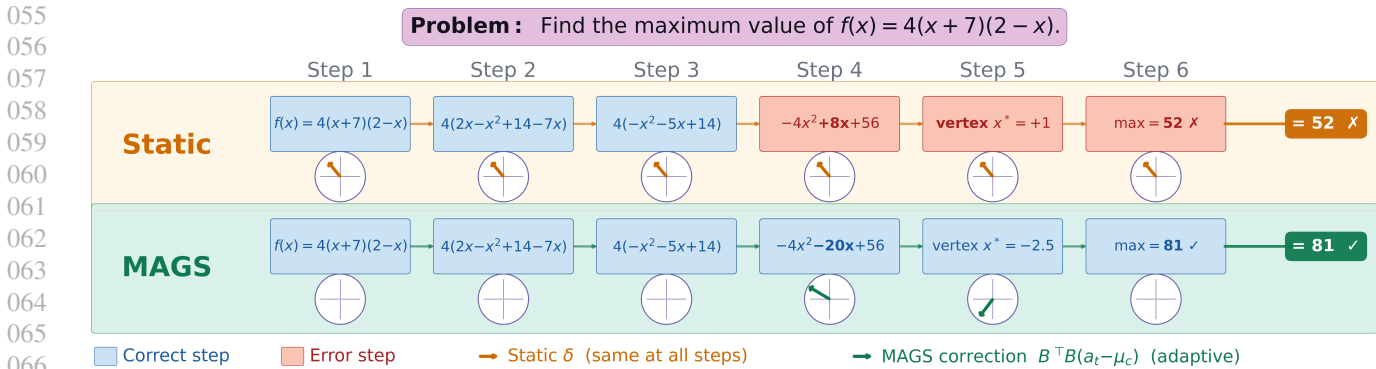 055
056
057
058
059
060
061
062
063
064
065
066
Problem: Find the maximum value of f(x) = 4(x + 7)(2 − x).
Step 1 Step 2 Step 3 Step 4 Step 5 Step 6
Static
f(x) = 4(x+7)(2−x) 4(2x−x²+14−7x) 4(−x²−5x+14) −4x²+8x+56 vertex x* = +1 max = 52 ✗ = 52 ✗
MAGS
f(x) = 4(x+7)(2−x) 4(2x−x²+14−7x) 4(−x²−5x+14) −4x²−20x+56 vertex x* = −2.5 max = 81 ✓ = 81 ✓
Correct step Error step Static δ (same at all steps) MAGS correction B⊤B(aₜ−μ_c) (adaptive)